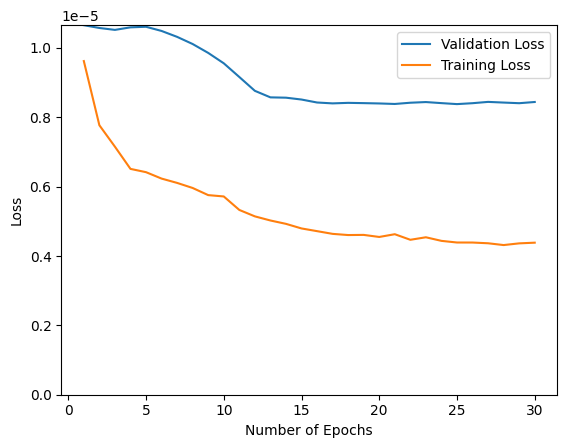 1e−5
1.0
0.8
0.6
0.4
0.2
0.0
Loss
Validation Loss
Training Loss
0 5 10 15 20 25 30
Number of Epochs